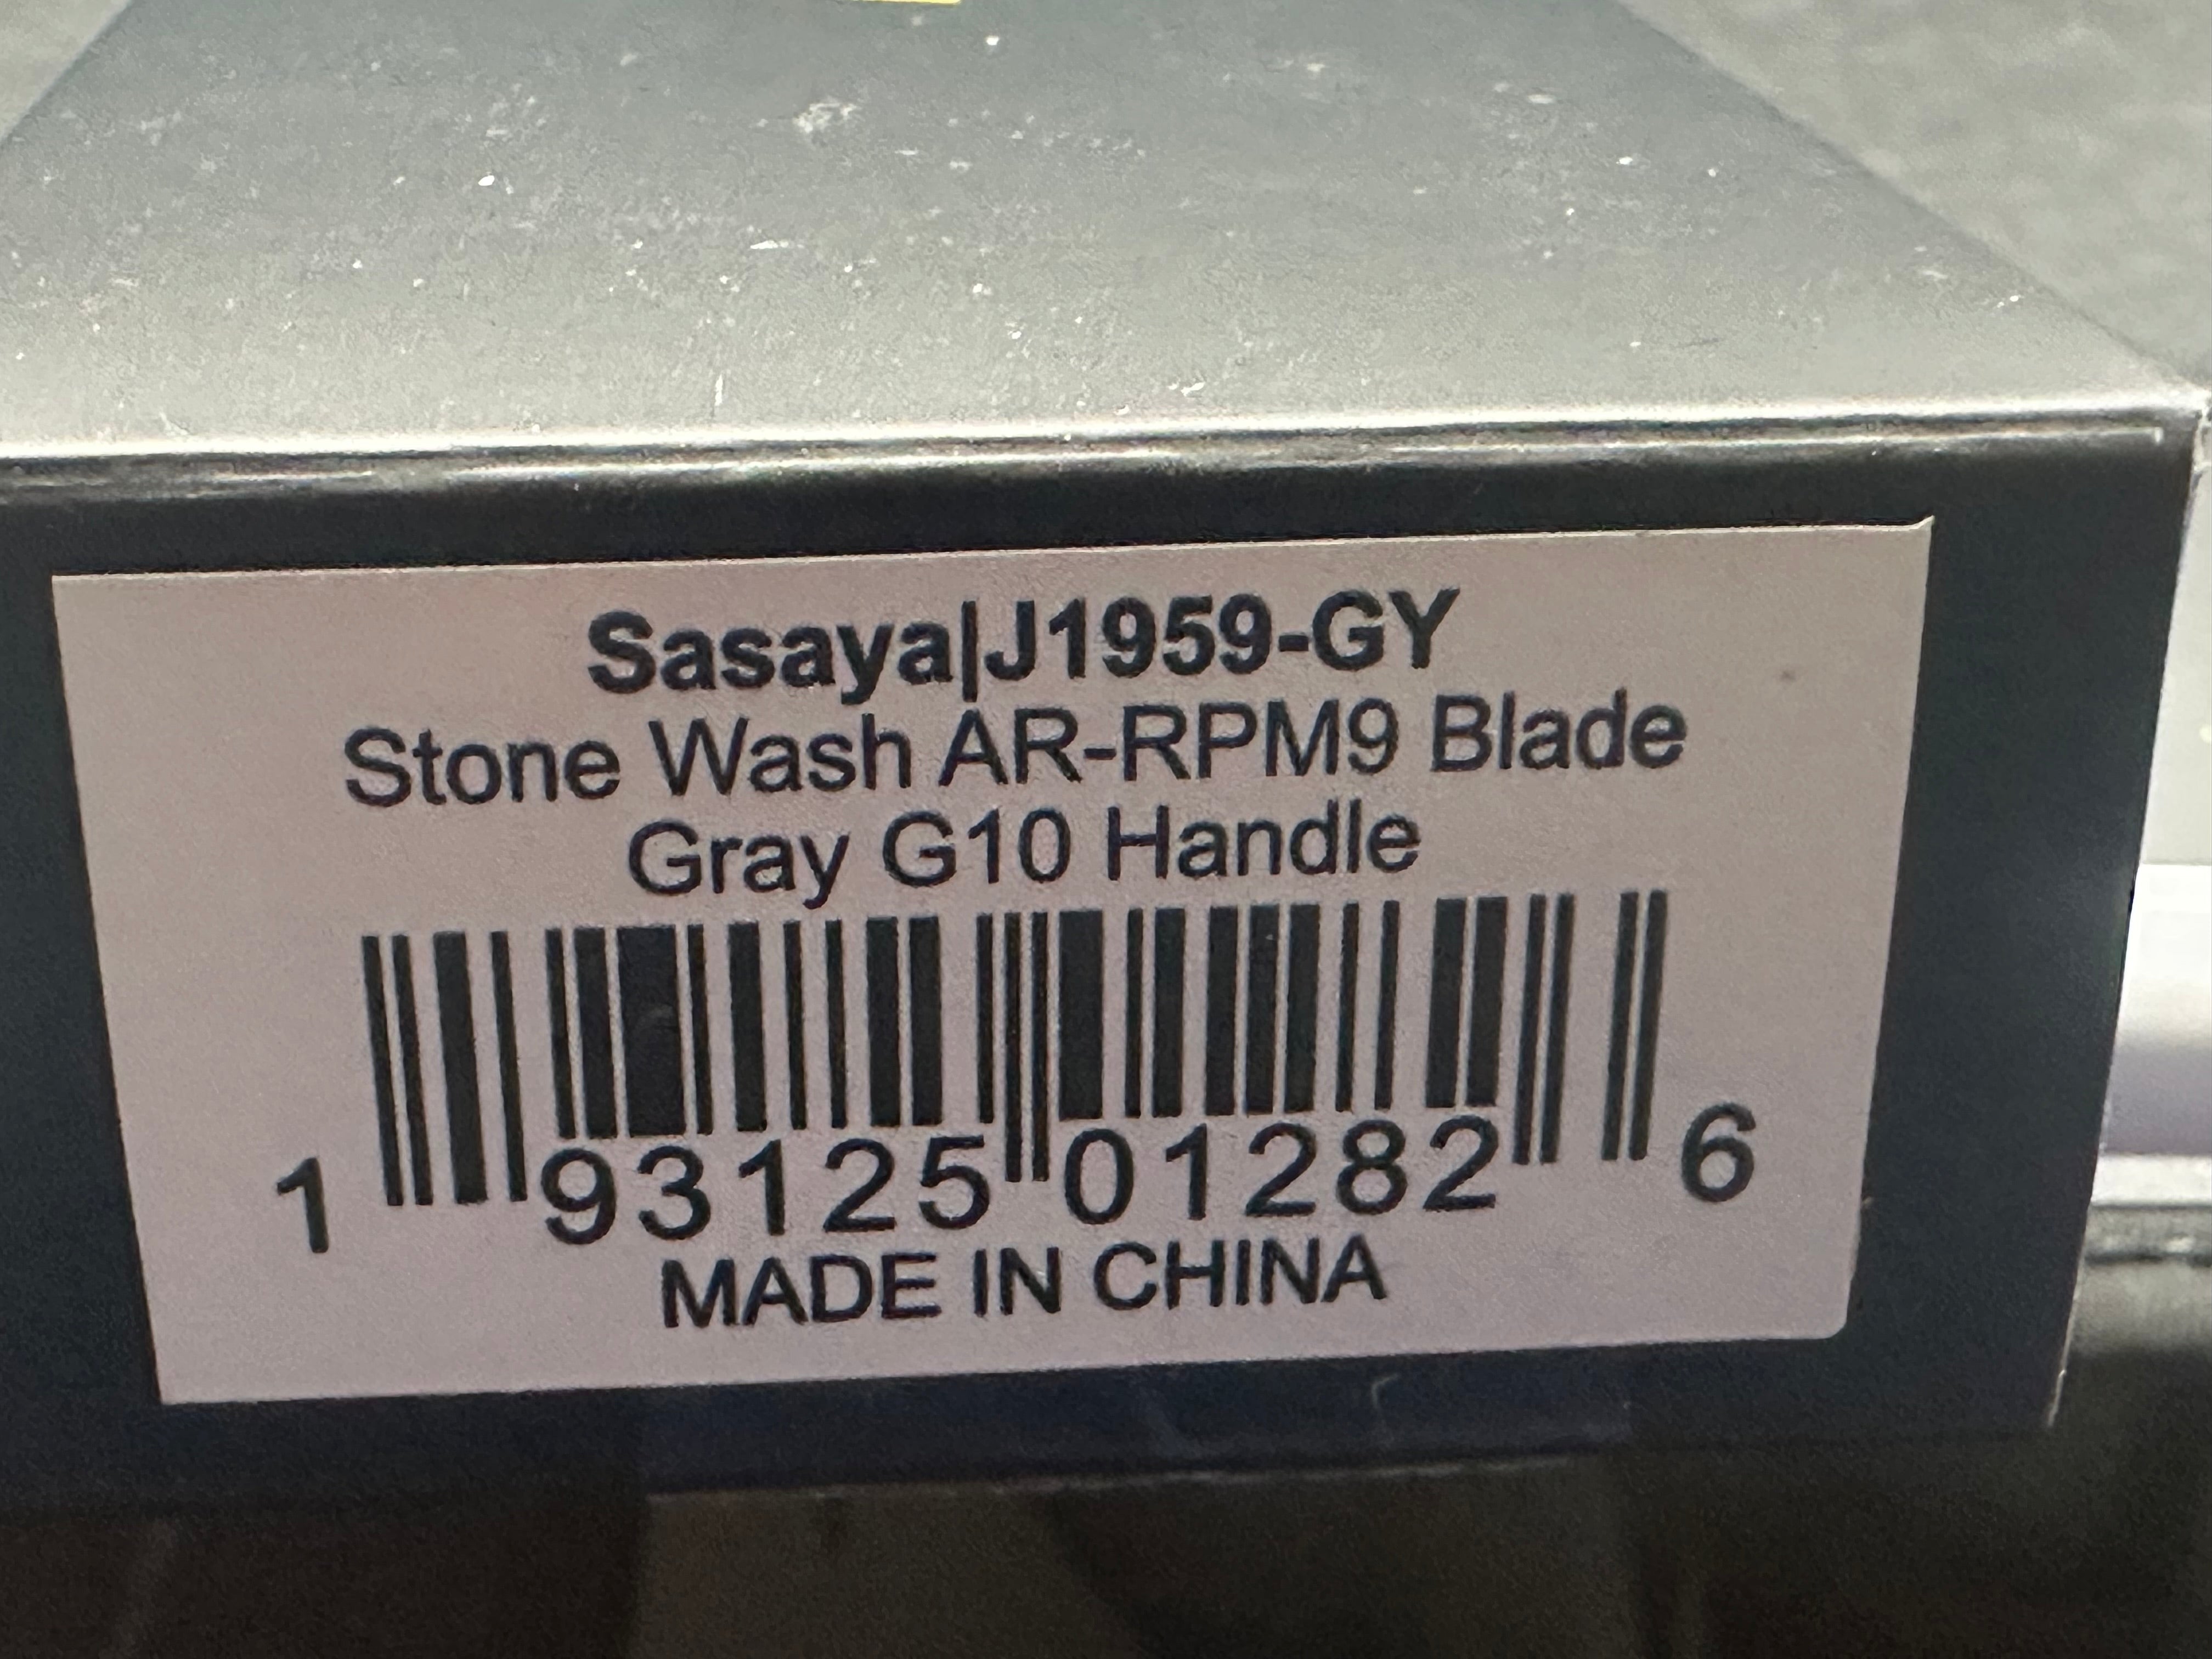 Sasaya|J1959-GY
Stone Wash AR-RPM9 Blade
Gray G10 Handle
1 93125 01282 6
MADE IN CHINA